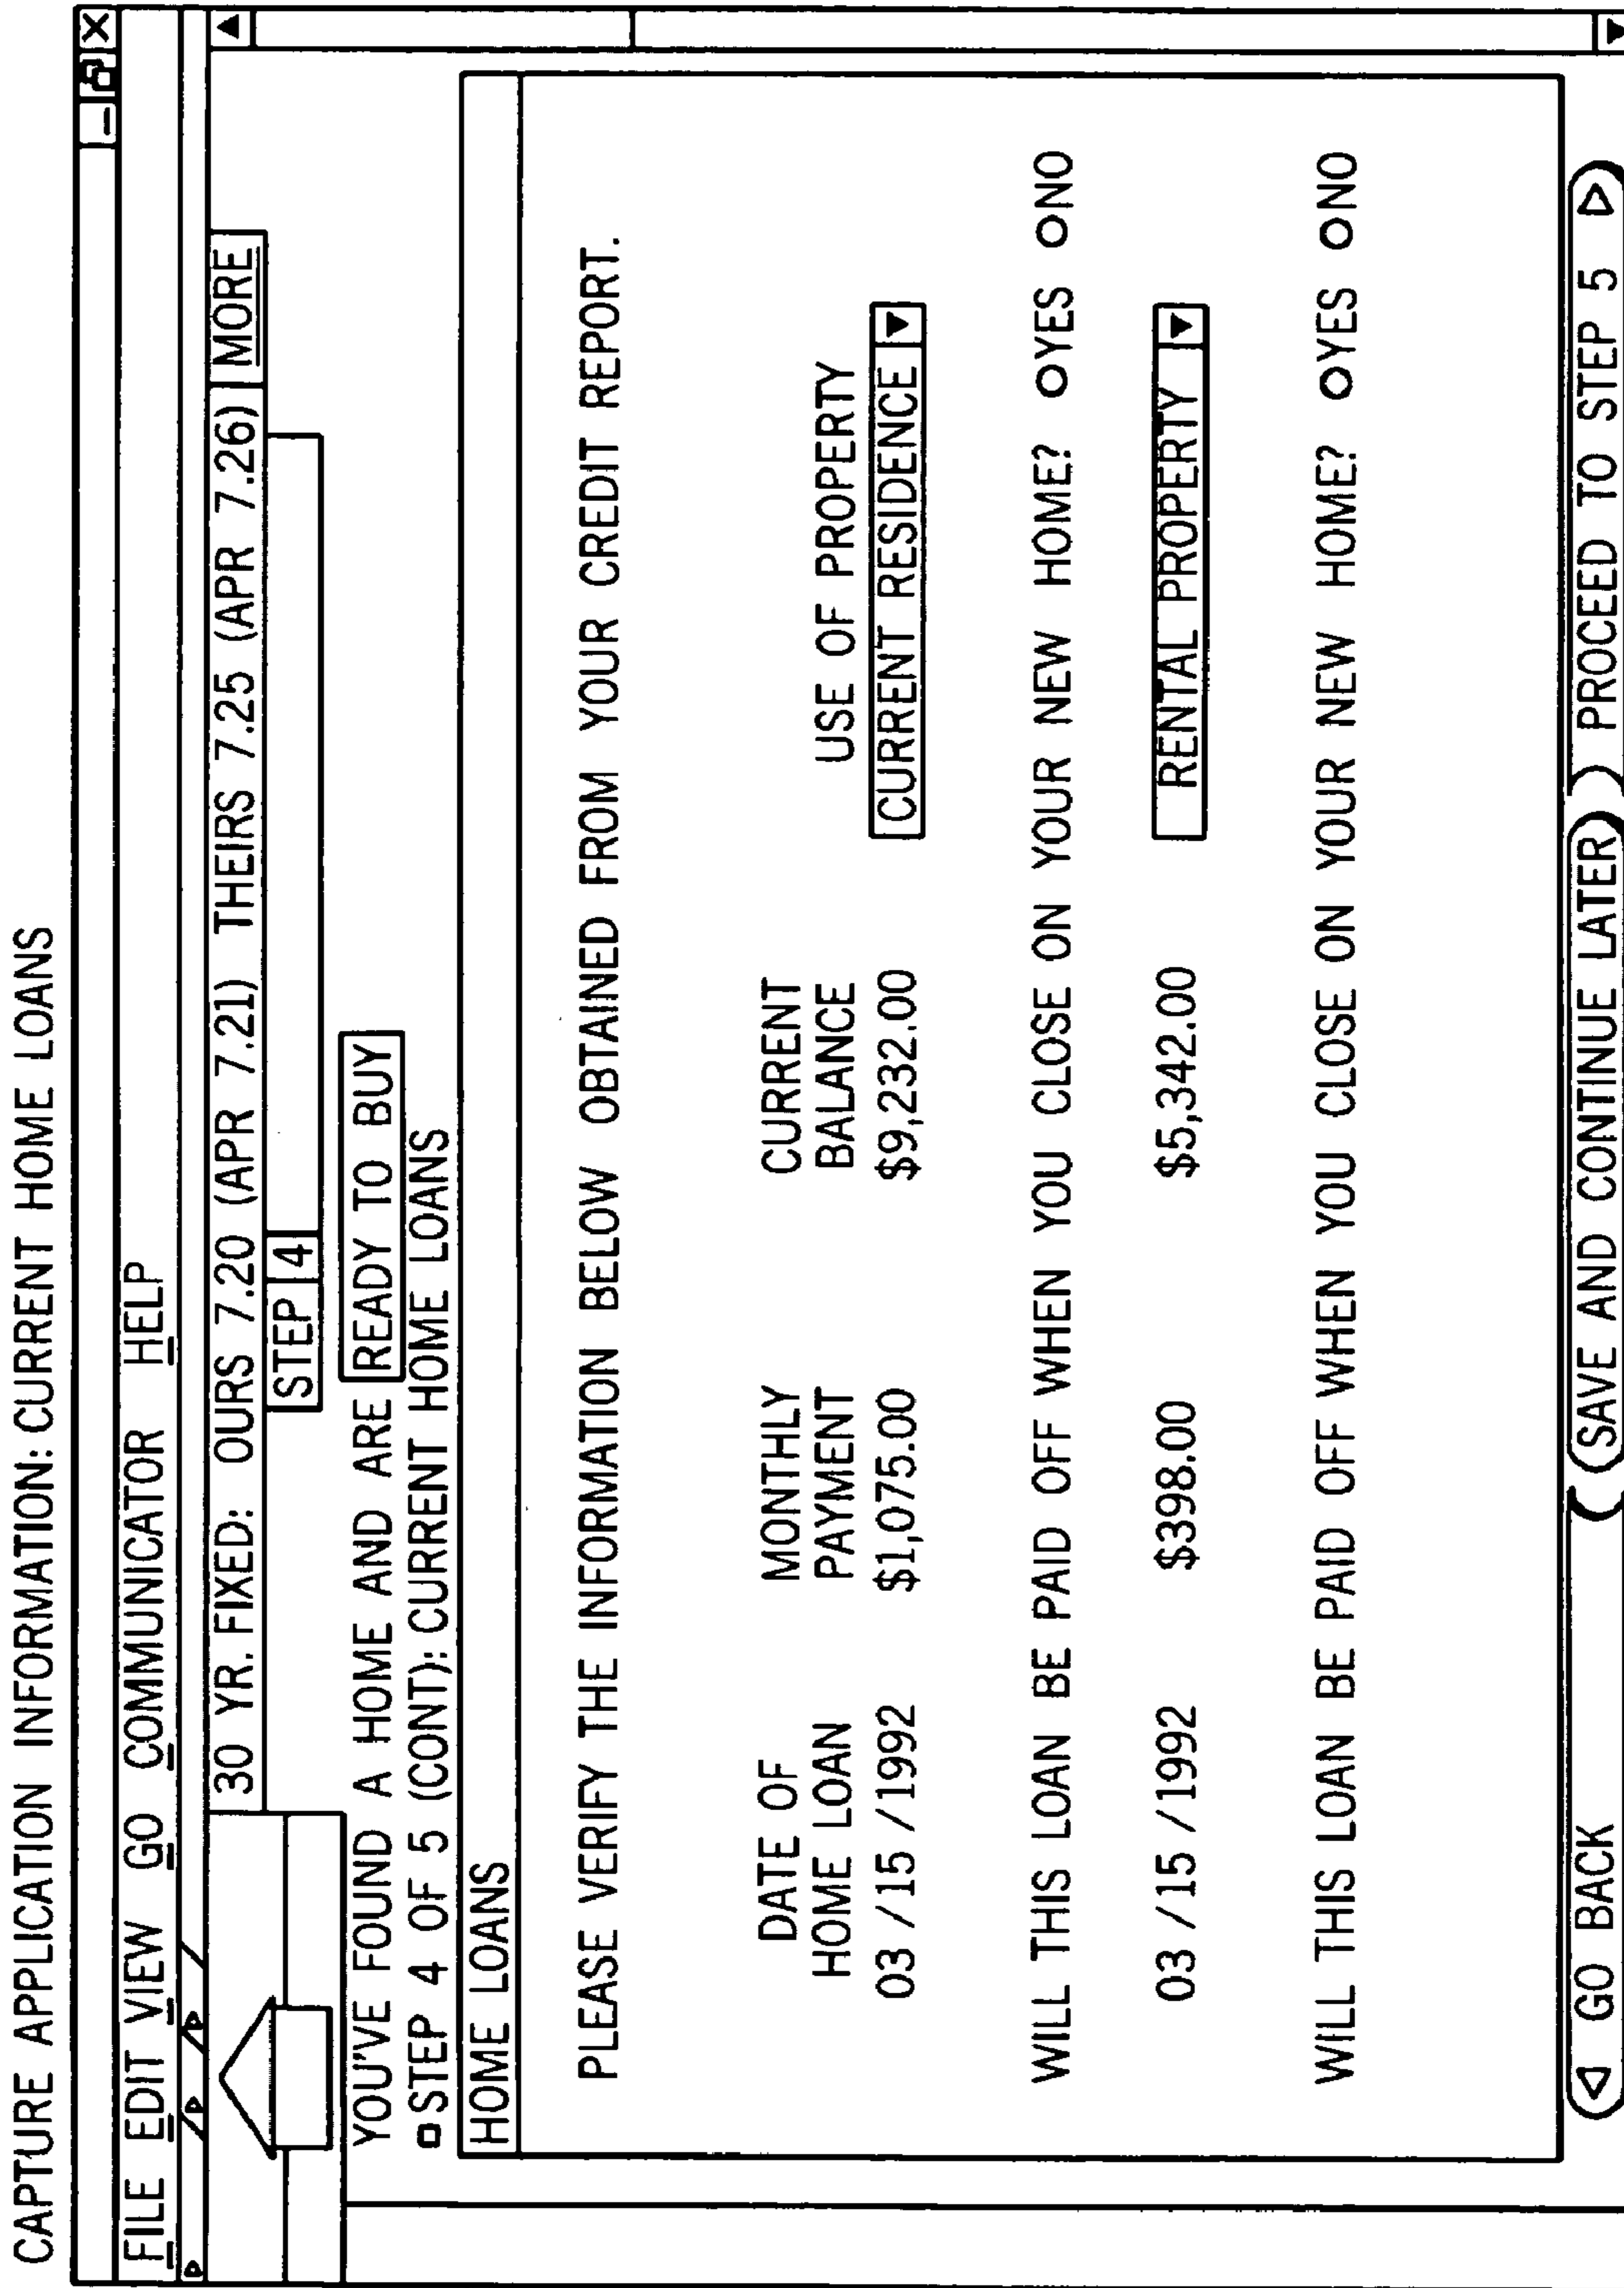 CAPTURE APPLICATION INFORMATION: CURRENT HOME LOANS
FILE EDIT VIEW GO COMMUNICATOR HELP
30 YR. FIXED: OURS 7.20 (APR 7.21) THEIRS 7.25 (APR 7.26) MORE
STEP 4
YOU'VE FOUND A HOME AND ARE READY TO BUY
STEP 4 OF 5 (CONT): CURRENT HOME LOANS
HOME LOANS
PLEASE VERIFY THE INFORMATION BELOW OBTAINED FROM YOUR CREDIT REPORT.
DATE OF MONTHLY CURRENT
HOME LOAN PAYMENT BALANCE USE OF PROPERTY
03 /15 /1992 $1,075.00 $9,232.00 CURRENT RESIDENCE
WILL THIS LOAN BE PAID OFF WHEN YOU CLOSE ON YOUR NEW HOME? YES NO
03 /15 /1992 $398.00 $5,342.00 RENTAL PROPERTY
WILL THIS LOAN BE PAID OFF WHEN YOU CLOSE ON YOUR NEW HOME? YES NO
GO BACK SAVE AND CONTINUE LATER PROCEED TO STEP 5